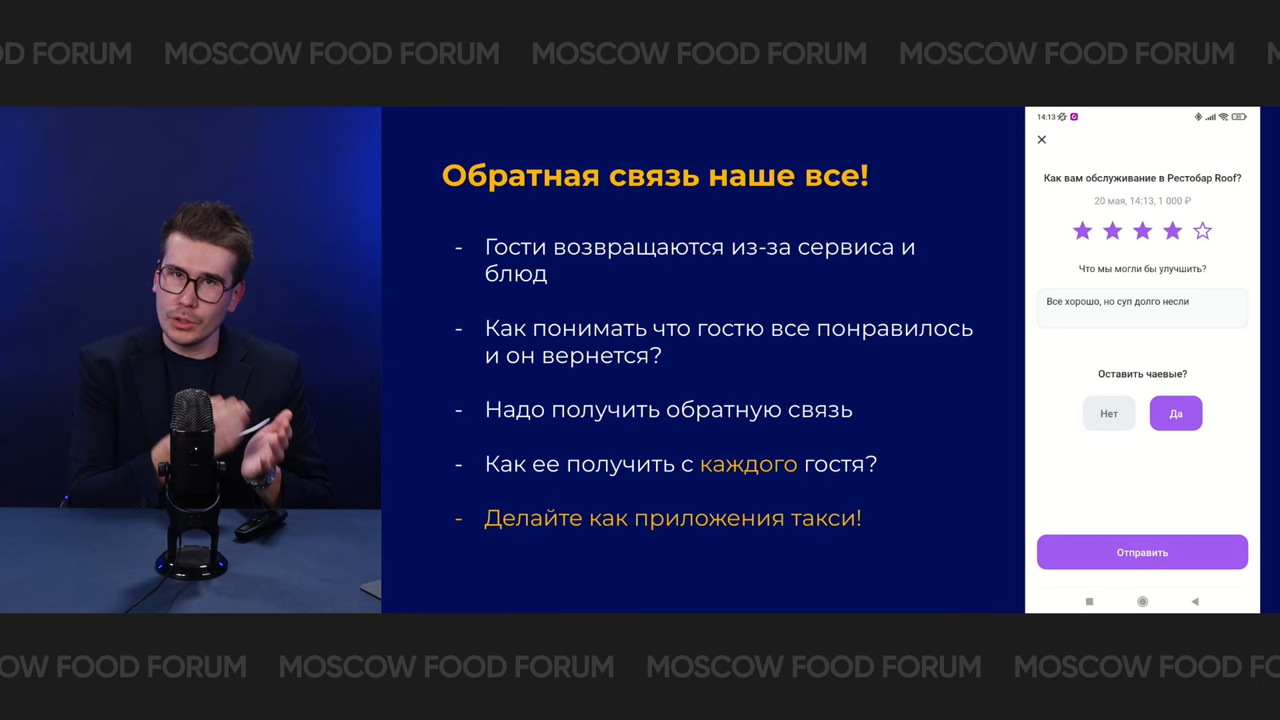 OD FORUM MOSCOW FOOD FORUM MOSCOW FOOD FORUM MOSCOW FOOD FORUM M
Обратная связь наше все!
- Гости возвращаются из-за сервиса и
блюд
- Как понимать что гостю все понравилось
и он вернется?
- Надо получить обратную связь
- Как ее получить с каждого гостя?
- Делайте как приложения такси!
14:13
Как вам обслуживание в Рестобар Roof?
20 мая, 14:13, 1 000 ₽
Что мы могли бы улучшить?
Все хорошо, но суп долго несли
Оставить чаевые?
Нет Да
Отправить
OW FOOD FORUM MOSCOW FOOD FORUM MOSCOW FOOD FORUM MOSCOW FOOD FO